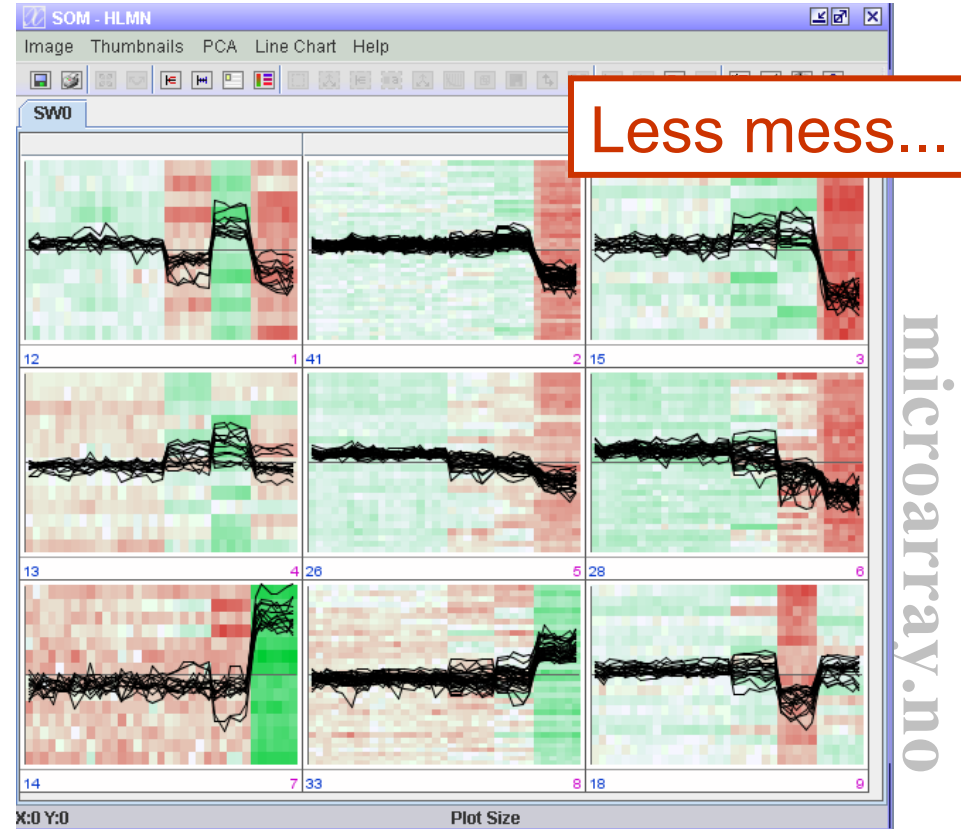 SOM - HLMN
Image Thumbnails PCA Line Chart Help
SW0
Less mess...
12 1 41 2 15 3
13 4 26 5 28 6
14 7 33 8 18 9
X:0 Y:0 Plot Size
microarray.no